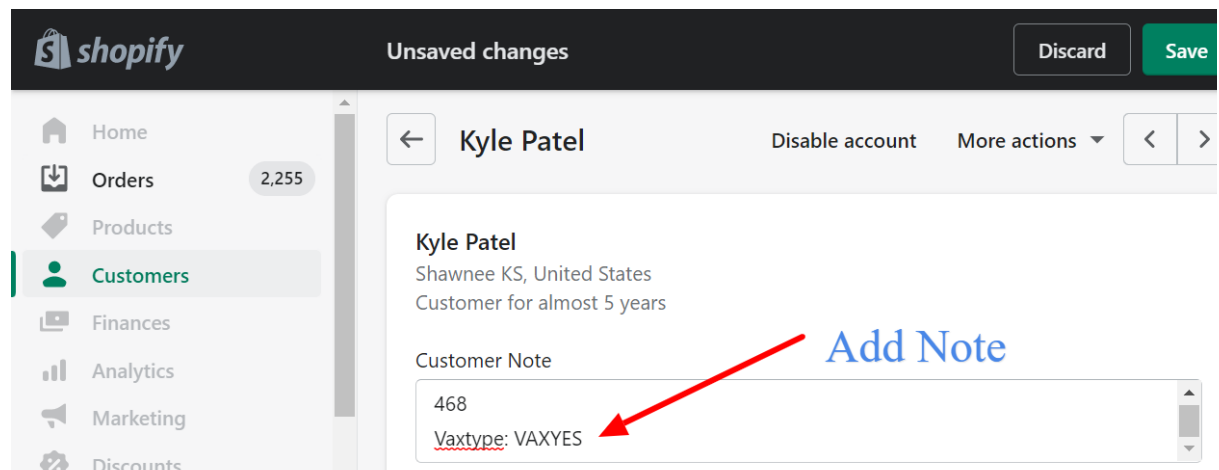 shopify
Unsaved changes
Discard
Save
Home
Orders
2,255
Products
Customers
Finances
Analytics
Marketing
Discounts
Kyle Patel
Disable account
More actions
Kyle Patel
Shawnee KS, United States
Customer for almost 5 years
Add Note
Customer Note
468
Vaxtype: VAXYES